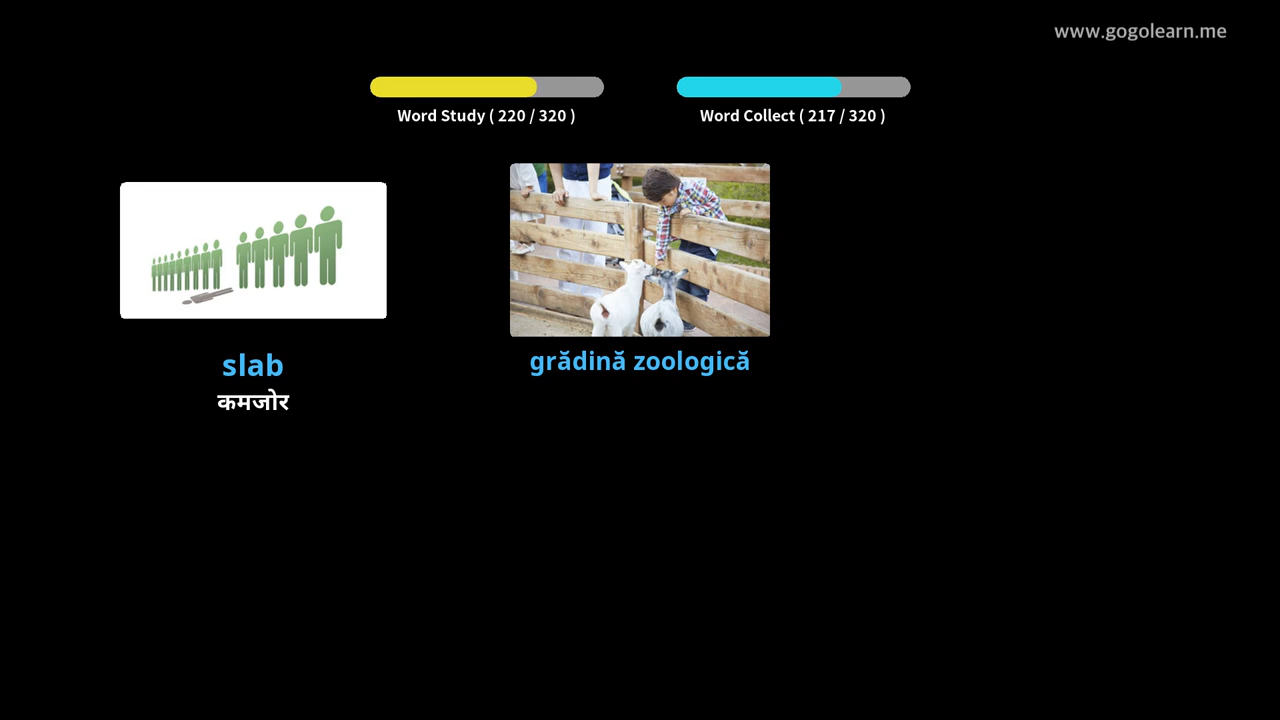 www.gogolearn.me
Word Study ( 220 / 320 )
Word Collect ( 217 / 320 )
slab
कमजोर
grădină zoologică